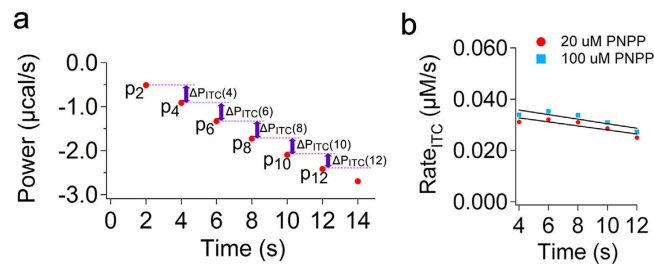 a
Power (µcal/s)
0.0
-1.0
-2.0
-3.0
p2
p4
p6
p8
p10
p12
ΔPITC(4)
ΔPITC(6)
ΔPITC(8)
ΔPITC(10)
ΔPITC(12)
0 2 4 6 8 10 12 14
Time (s)
b
20 uM PNPP
100 uM PNPP
RateITC (µM/s)
0.060
0.040
0.020
0.000
4 6 8 10 12
Time (s)